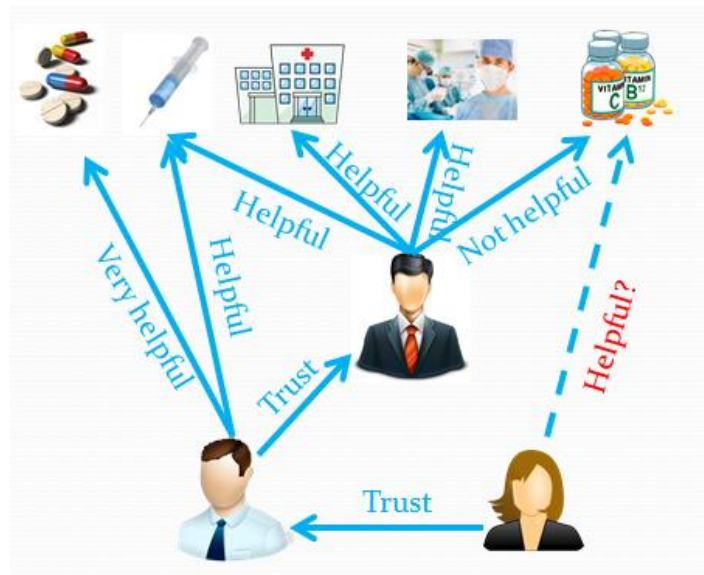 VITAMIN
C
VITAMIN
B12
Helpful
Helpful
Helpful
Not helpful
Very helpful
Helpful
Helpful?
Trust
Trust